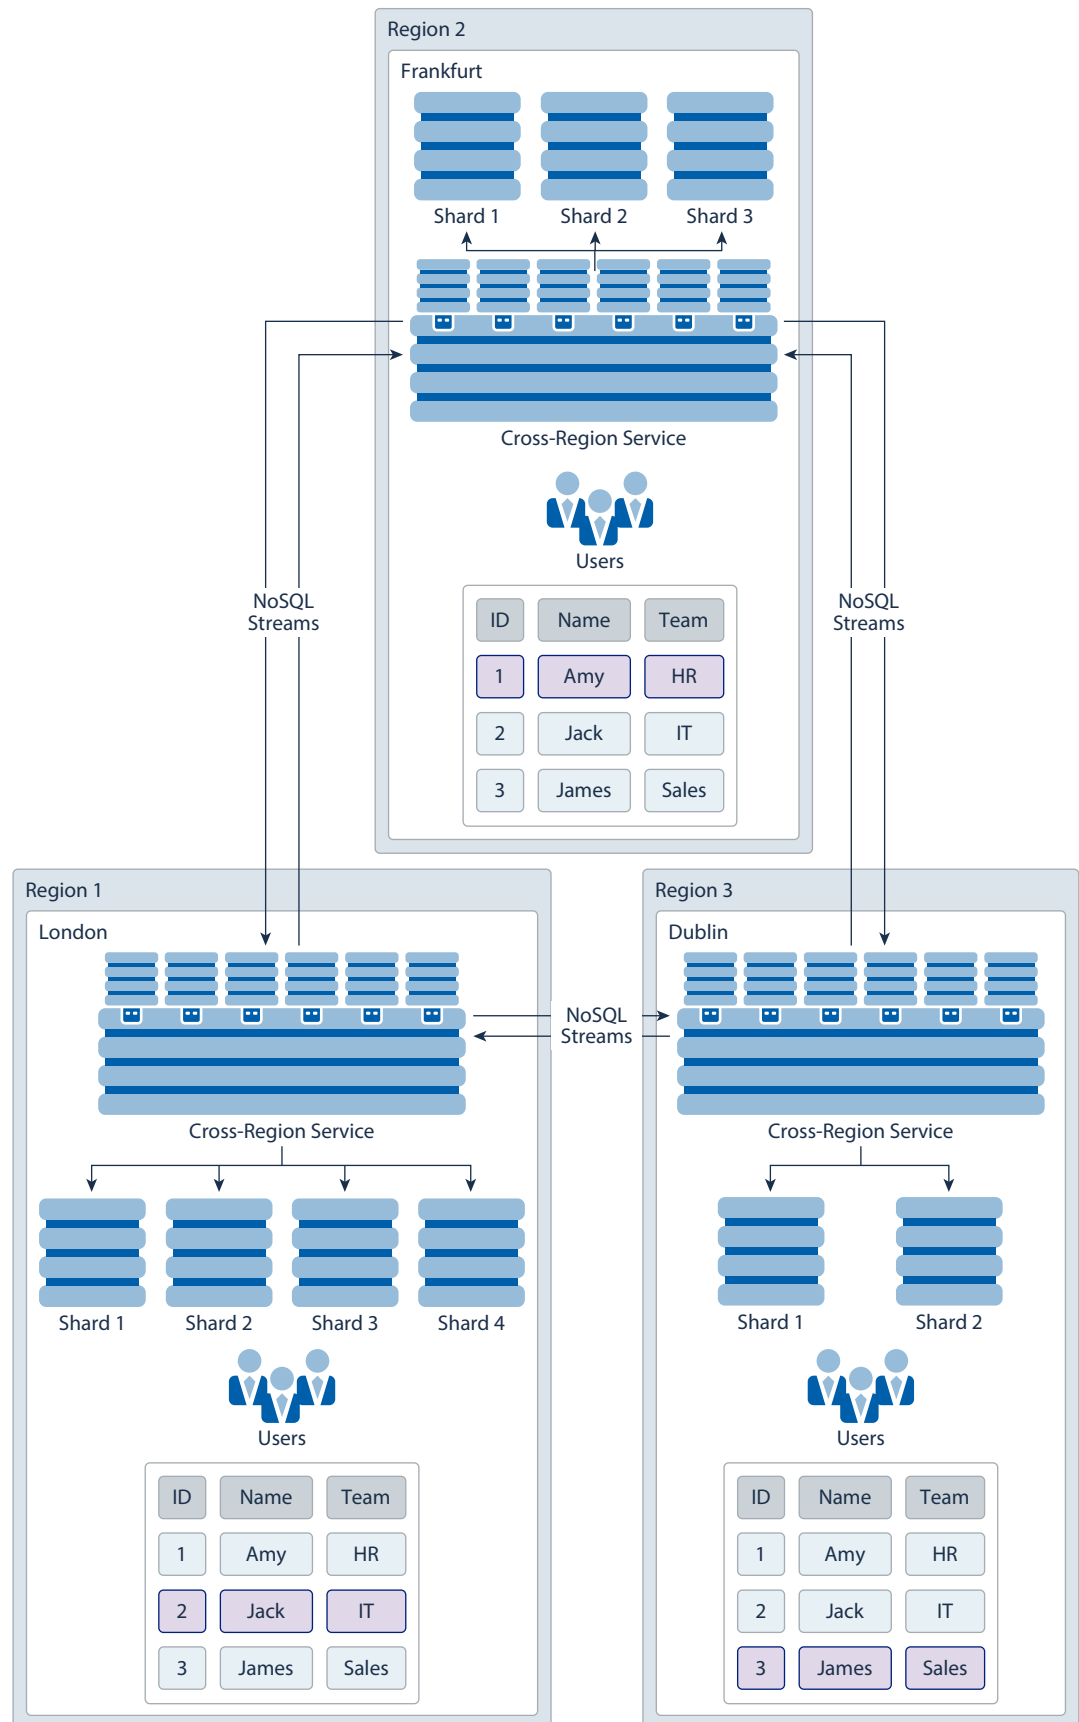 Region 2
Frankfurt
Shard 1 Shard 2 Shard 3
Cross-Region Service
Users
NoSQL
Streams
NoSQL
Streams
ID Name Team
1 Amy HR
2 Jack IT
3 James Sales
Region 1
London
Cross-Region Service
Shard 1 Shard 2 Shard 3 Shard 4
Users
ID Name Team
1 Amy HR
2 Jack IT
3 James Sales
NoSQL
Streams
Region 3
Dublin
Cross-Region Service
Shard 1 Shard 2
Users
ID Name Team
1 Amy HR
2 Jack IT
3 James Sales